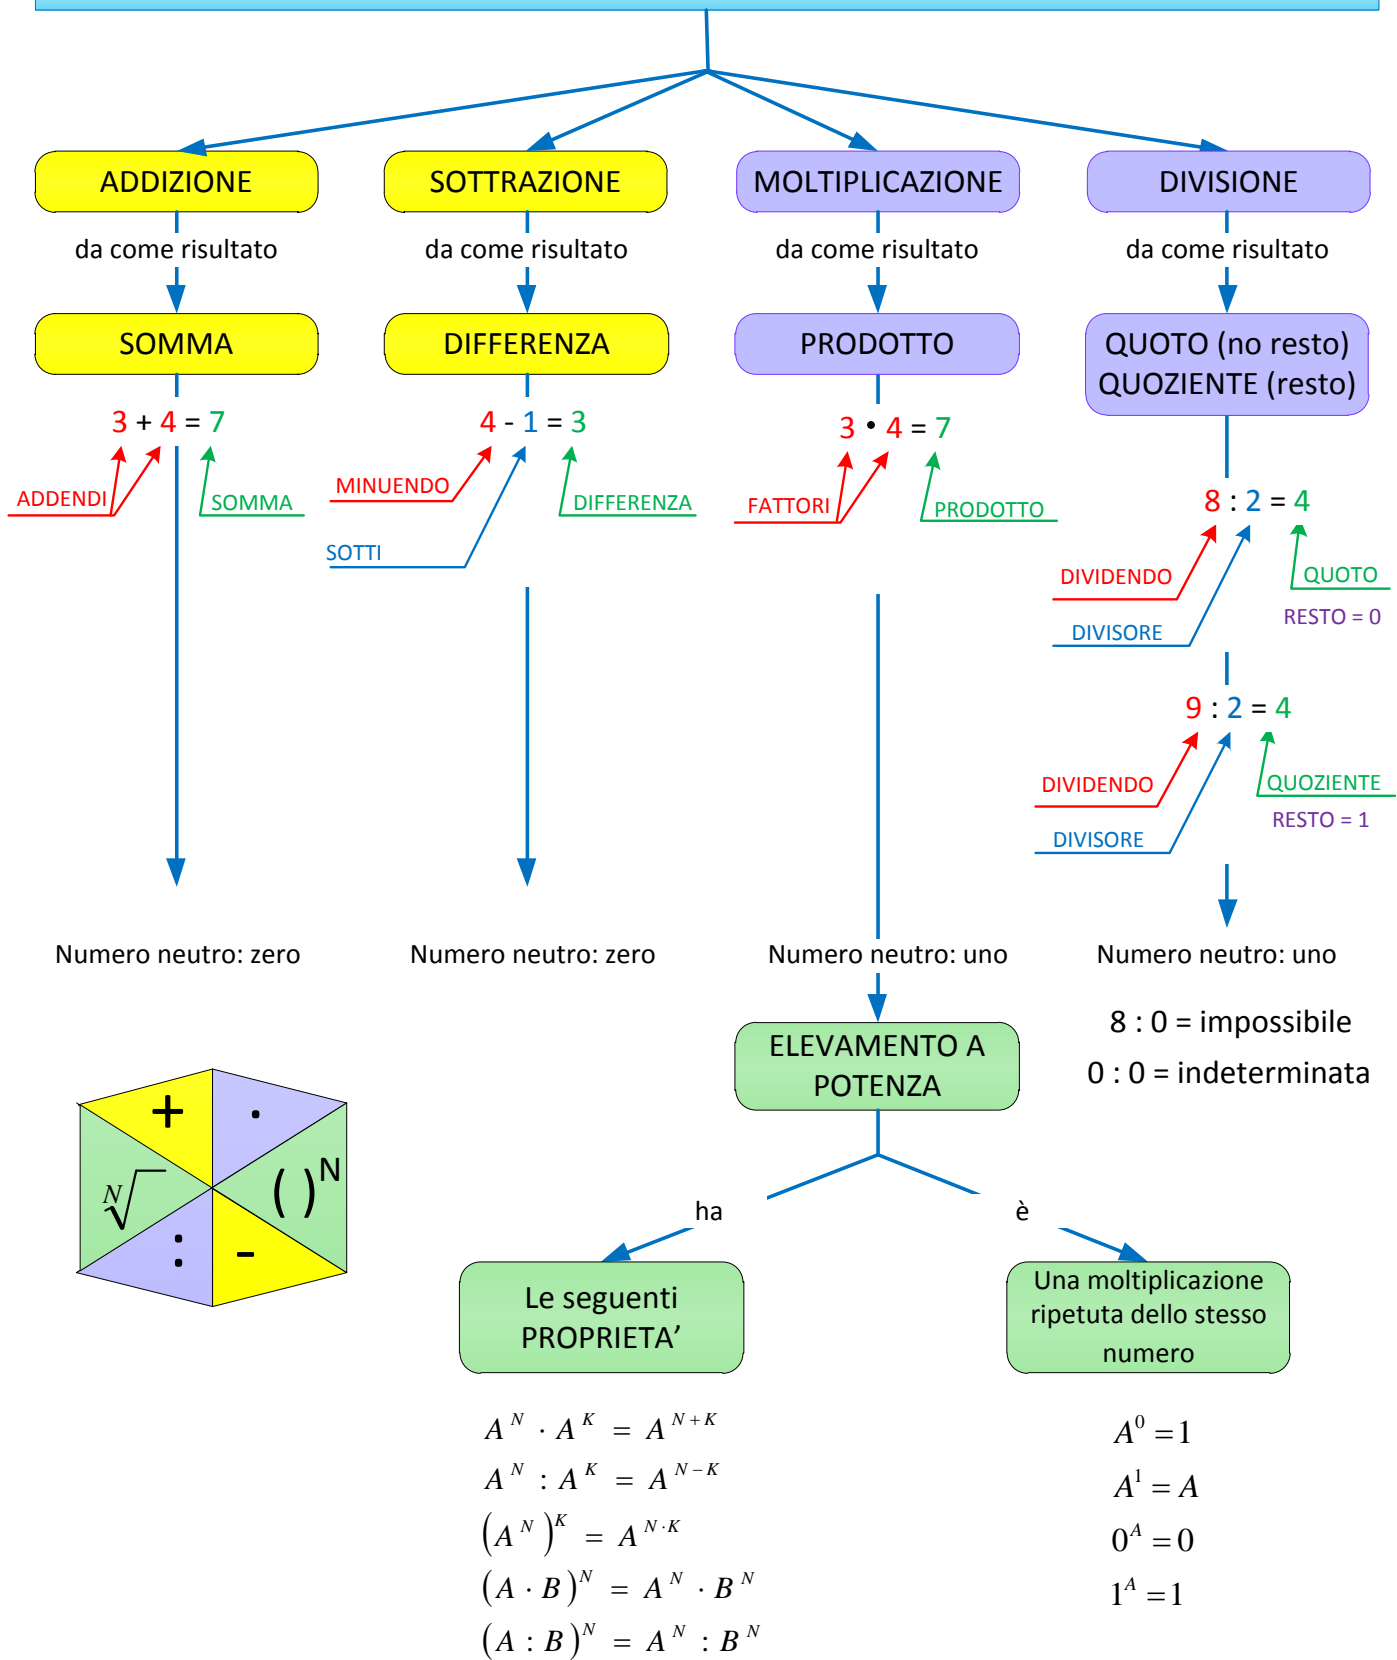 ADDIZIONE
SOTTRAZIONE
MOLTIPLICAZIONE
DIVISIONE
da come risultato
da come risultato
da come risultato
da come risultato
SOMMA
DIFFERENZA
PRODOTTO
QUOTO (no resto)
QUOZIENTE (resto)
3 + 4 = 7
ADDENDI
SOMMA
4 - 1 = 3
MINUENDO
DIFFERENZA
SOTTI
3 • 4 = 7
FATTORI
PRODOTTO
8 : 2 = 4
DIVIDENDO
QUOTO
RESTO = 0
DIVISORE
9 : 2 = 4
DIVIDENDO
QUOZIENTE
RESTO = 1
DIVISORE
Numero neutro: zero
Numero neutro: zero
Numero neutro: uno
Numero neutro: uno
8 : 0 = impossibile
0 : 0 = indeterminata
ELEVAMENTO A
POTENZA
+ ·
ᴺ√ ( )ᴺ
: -
ha
è
Le seguenti
PROPRIETA’
Una moltiplicazione
ripetuta dello stesso
numero
A^N · A^K = A^{N+K}
A^N : A^K = A^{N-K}
(A^N)^K = A^{N·K}
(A · B)^N = A^N · B^N
(A : B)^N = A^N : B^N
A^0 = 1
A^1 = A
0^A = 0
1^A = 1